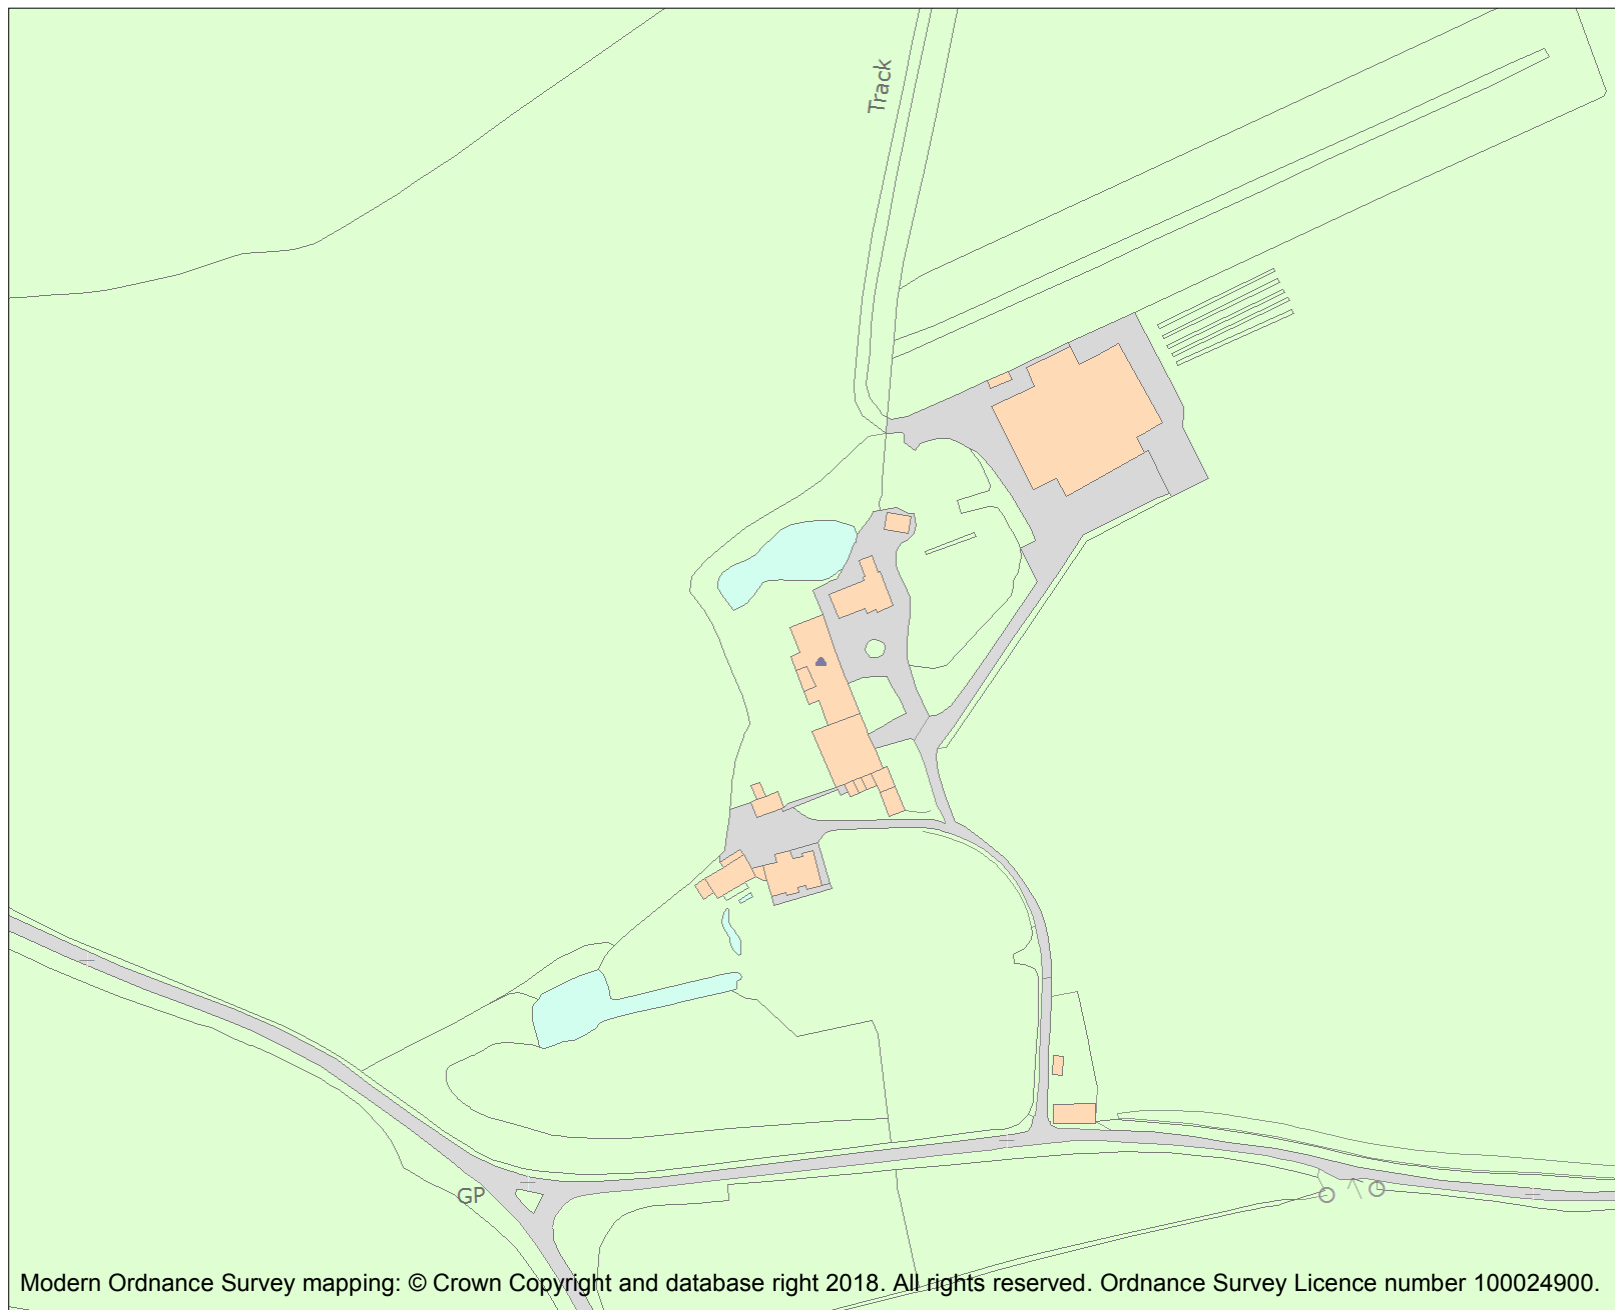 Track
GP
Modern Ordnance Survey mapping: © Crown Copyright and database right 2018. All rights reserved. Ordnance Survey Licence number 100024900.